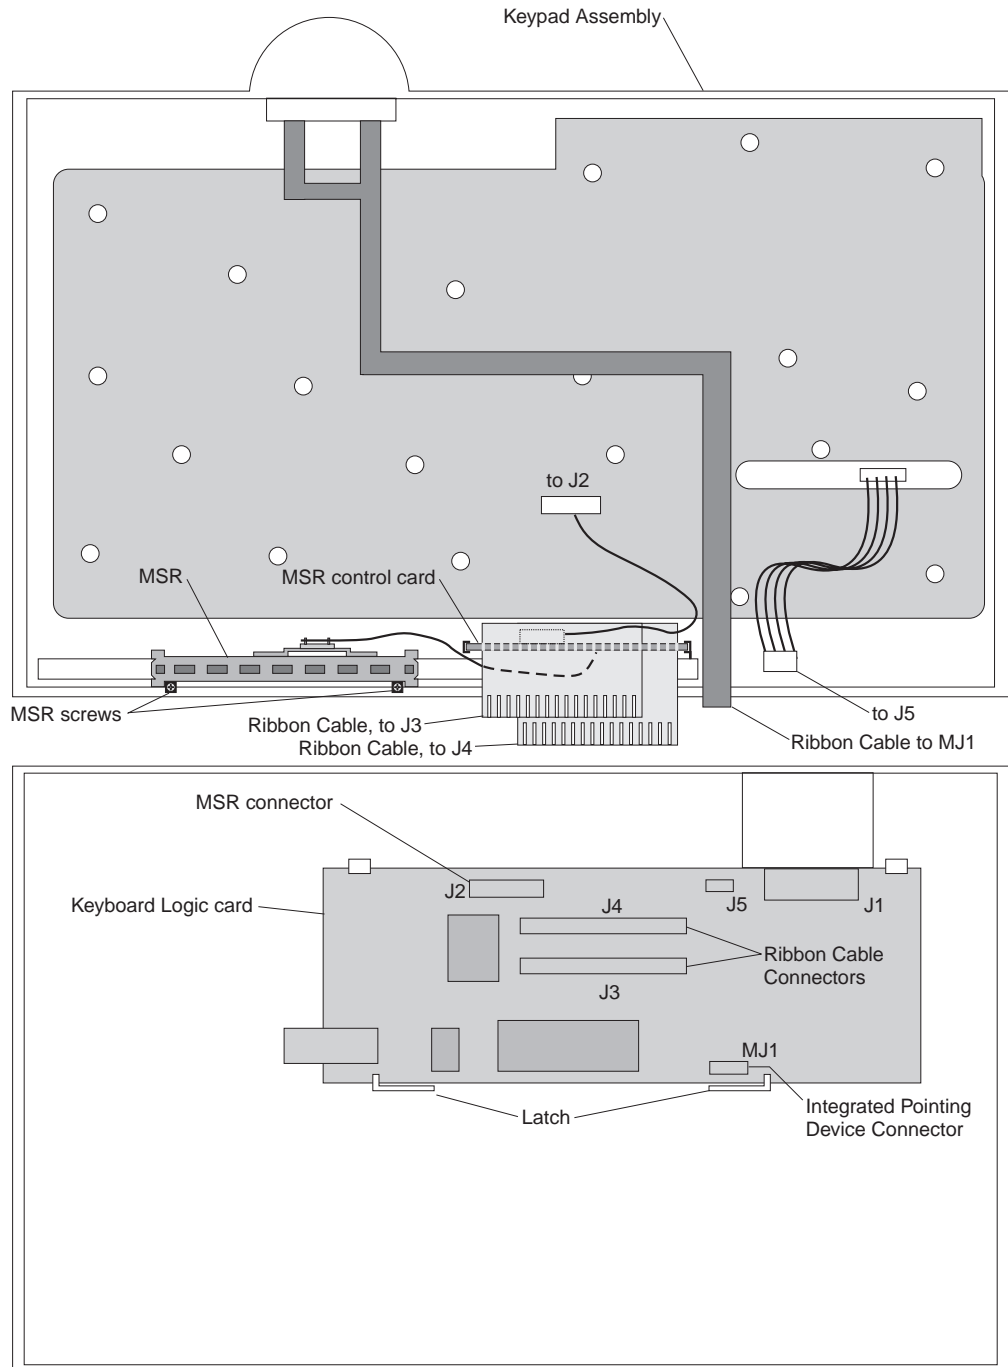 Keypad Assembly
to J2
MSR
MSR control card
MSR screws
Ribbon Cable, to J3
Ribbon Cable, to J4
to J5
Ribbon Cable to MJ1
MSR connector
Keyboard Logic card
J2
J5
J1
J4
Ribbon Cable
Connectors
J3
MJ1
Latch
Integrated Pointing
Device Connector